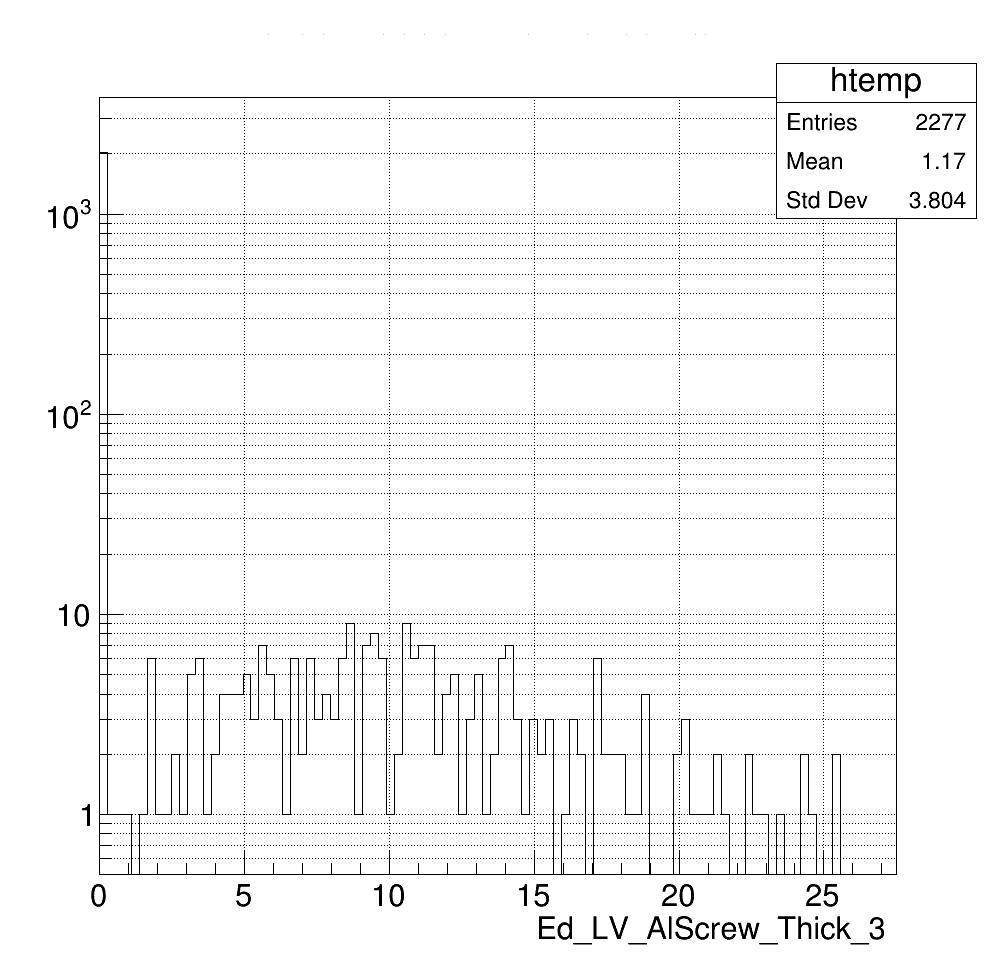 htemp
Entries 2277
Mean 1.17
Std Dev 3.804
10³
10²
10
1
0 5 10 15 20 25
Ed_LV_AlScrew_Thick_3